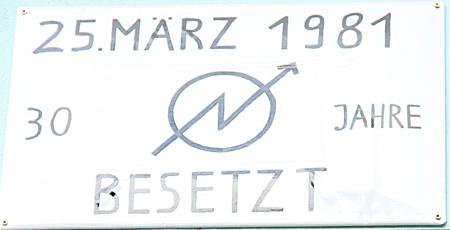 25. MÄRZ 1981
30 JAHRE
BESETZT